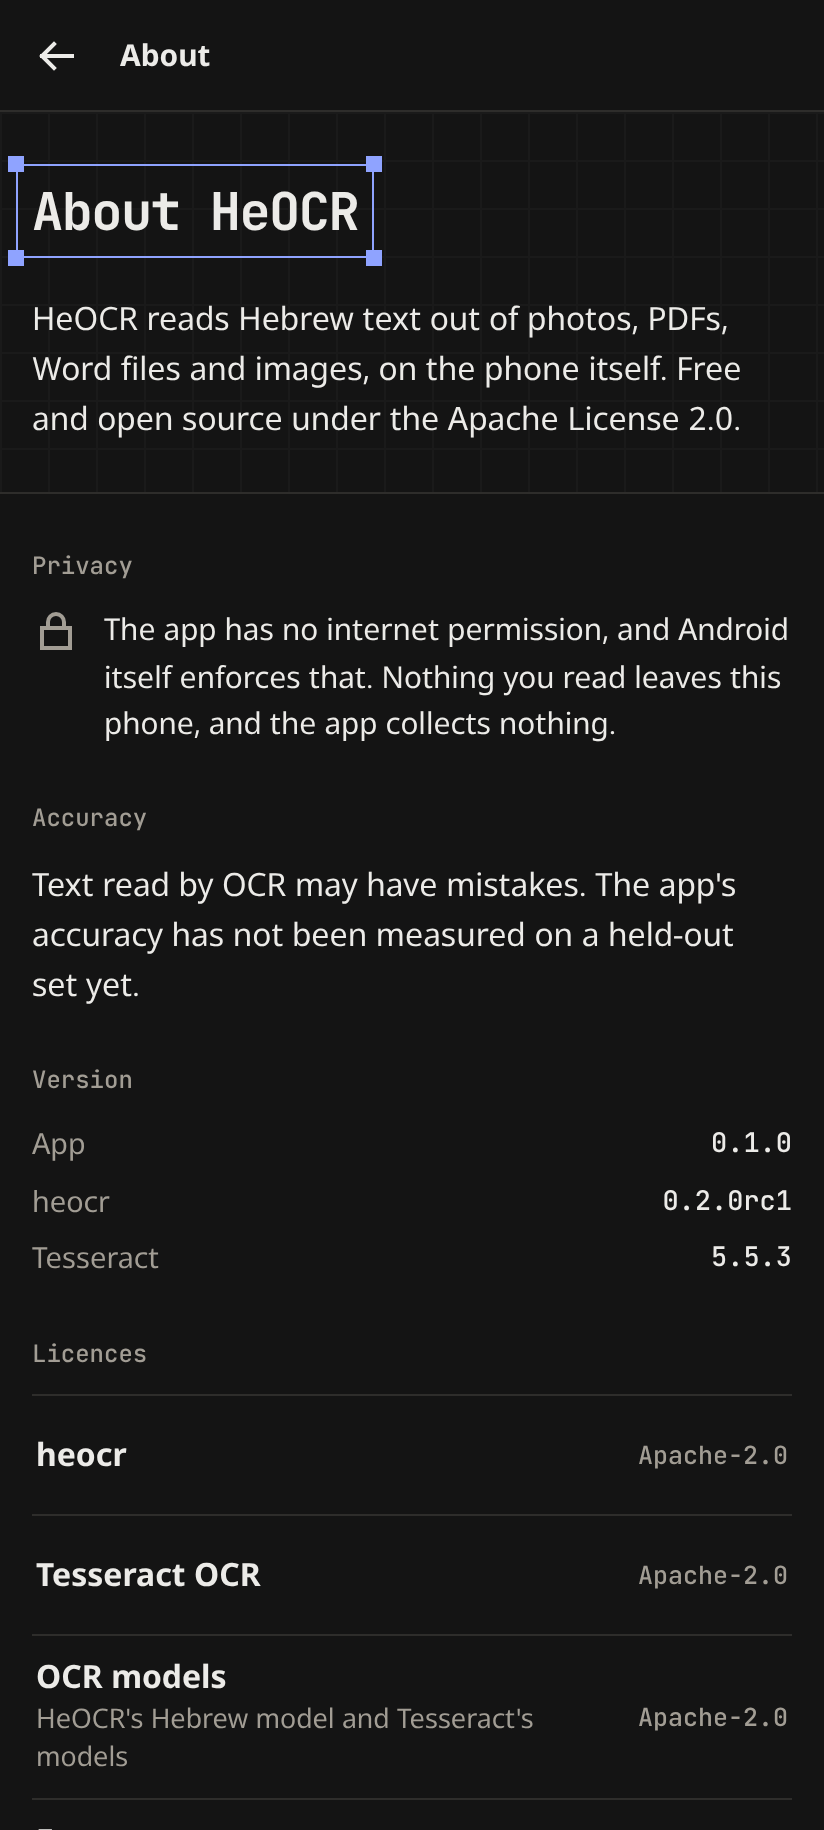 About
About HeOCR
HeOCR reads Hebrew text out of photos, PDFs,
Word files and images, on the phone itself. Free
and open source under the Apache License 2.0.
Privacy
The app has no internet permission, and Android
itself enforces that. Nothing you read leaves this
phone, and the app collects nothing.
Accuracy
Text read by OCR may have mistakes. The app's
accuracy has not been measured on a held-out
set yet.
Version
App 0.1.0
heocr 0.2.0rc1
Tesseract 5.5.3
Licences
heocr Apache-2.0
Tesseract OCR Apache-2.0
OCR models
HeOCR's Hebrew model and Tesseract's Apache-2.0
models